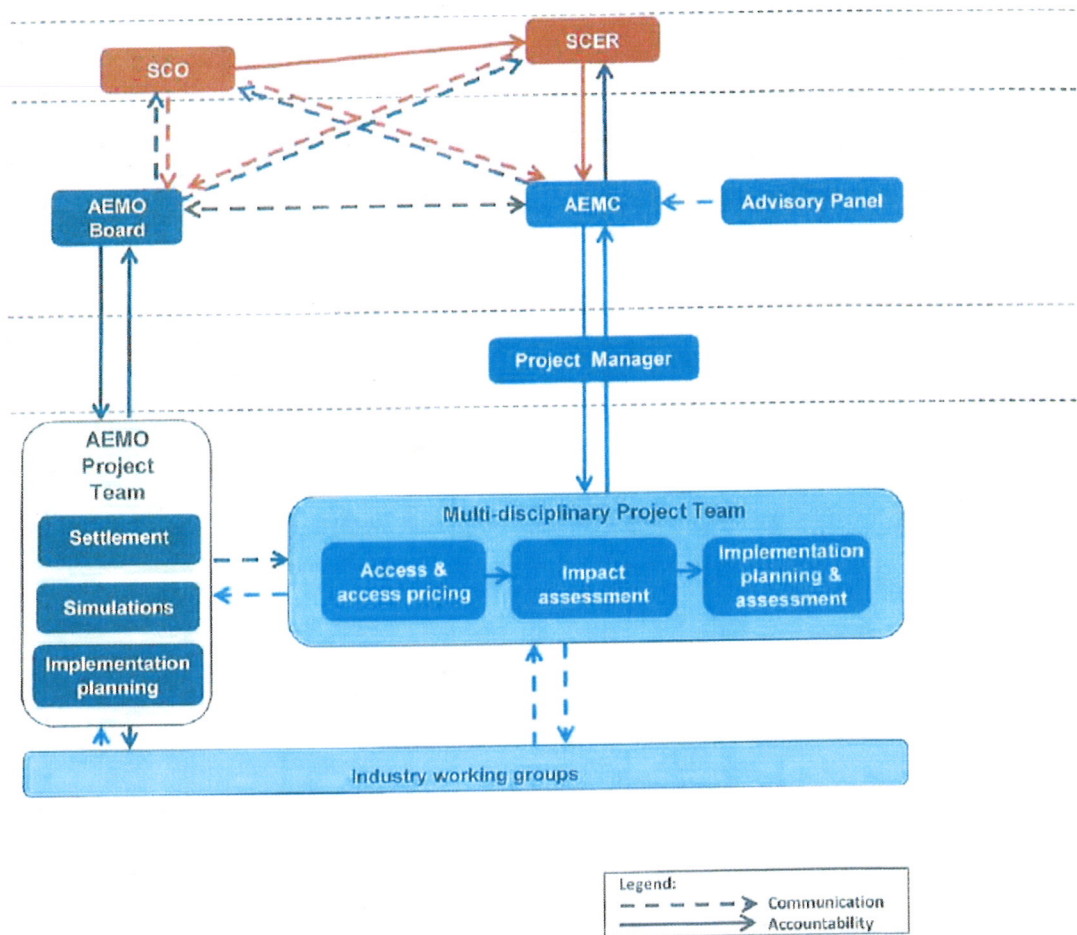 SCER
SCO
AEMO
Board
AEMC
Advisory Panel
Project Manager
AEMO
Project
Team
Settlement
Simulations
Implementation
planning
Multi-disciplinary Project Team
Access &
access pricing
Impact
assessment
Implementation
planning &
assessment
Industry working groups
Legend:
Communication
Accountability